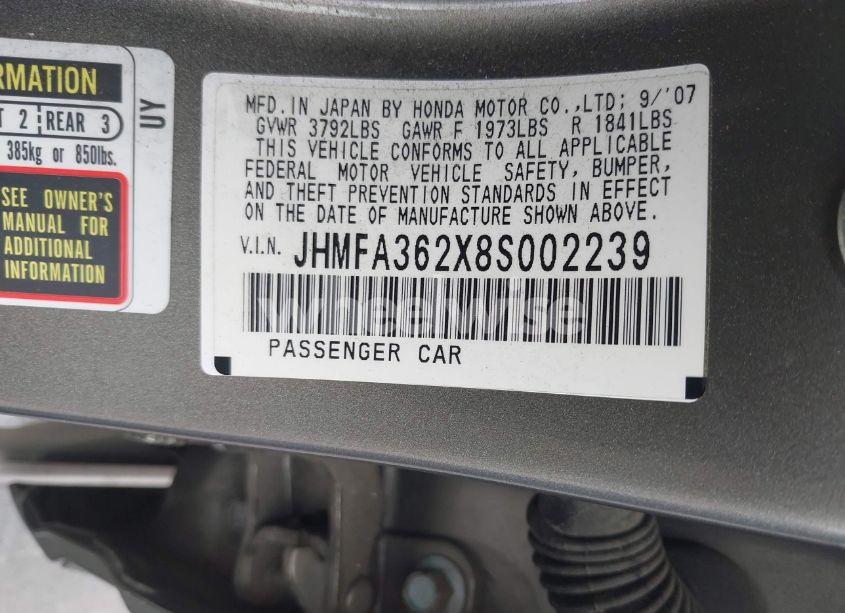 RMATION
T 2 REAR 3
385kg or 850lbs.
SEE OWNER'S
MANUAL FOR
ADDITIONAL
INFORMATION
UY
MFD.IN JAPAN BY HONDA MOTOR CO.,LTD; 9/'07
GVWR 3792LBS GAWR F 1973LBS R 1841LBS
THIS VEHICLE CONFORMS TO ALL APPLICABLE
FEDERAL MOTOR VEHICLE SAFETY, BUMPER,
AND THEFT PREVENTION STANDARDS IN EFFECT
ON THE DATE OF MANUFACTURE SHOWN ABOVE.
V.I.N. JHMFA362X8S002239
wheelwise
PASSENGER CAR